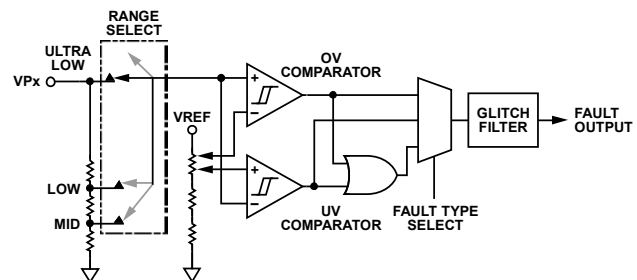 RANGE
SELECT
ULTRA
LOW
VPx
LOW
MID
VREF
+
−
OV
COMPARATOR
+
−
UV
COMPARATOR
FAULT TYPE
SELECT
GLITCH
FILTER
FAULT
OUTPUT